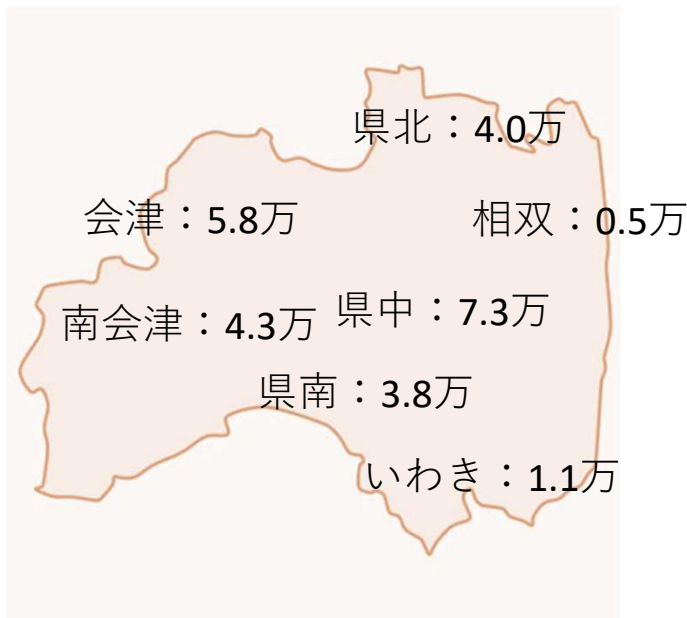 県北：4.0万
会津：5.8万
相双：0.5万
南会津：4.3万
県中：7.3万
県南：3.8万
いわき：1.1万